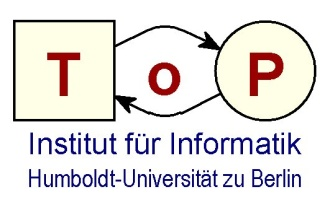 T o P
Institut für Informatik
Humboldt-Universität zu Berlin